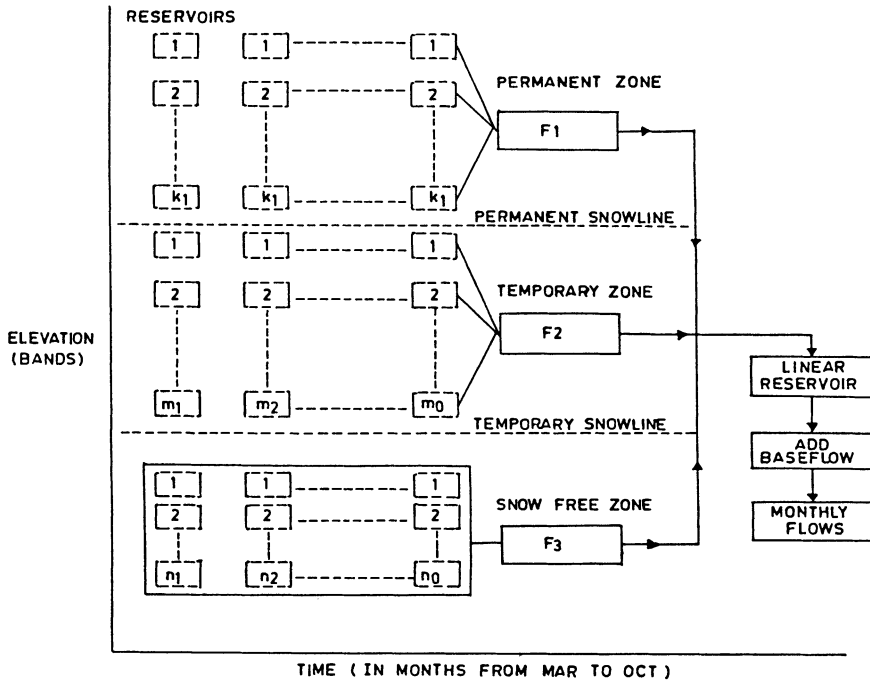 RESERVOIRS
1 1 1
2 2 2
k1 k1 k1
PERMANENT ZONE
F1
PERMANENT SNOWLINE
1 1 1
2 2 2
m1 m2 m0
TEMPORARY ZONE
F2
TEMPORARY SNOWLINE
1 1 1
2 2 2
n1 n2 n0
SNOW FREE ZONE
F3
LINEAR
RESERVOIR
ADD
BASEFLOW
MONTHLY
FLOWS
ELEVATION
(BANDS)
TIME (IN MONTHS FROM MAR TO OCT)